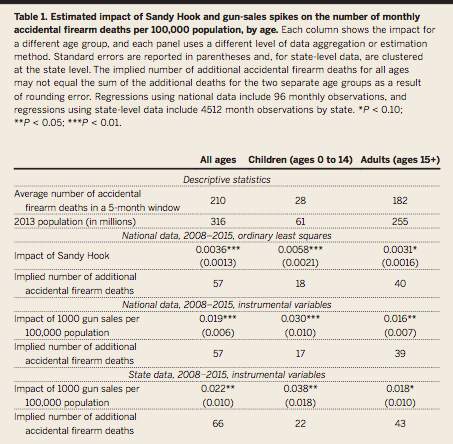 Table 1. Estimated impact of Sandy Hook and gun-sales spikes on the number of monthly
accidental firearm deaths per 100,000 population, by age. Each column shows the impact for
a different age group, and each panel uses a different level of data aggregation or estimation
method. Standard errors are reported in parentheses and, for state-level data, are clustered
at the state level. The implied number of additional accidental firearm deaths for all ages
may not equal the sum of the additional deaths for the two separate age groups as a result
of rounding error. Regressions using national data include 96 monthly observations, and
regressions using state-level data include 4512 month observations by state. *P < 0.10;
**P < 0.05; ***P < 0.01.
All ages Children (ages 0 to 14) Adults (ages 15+)
Descriptive statistics
Average number of accidental
firearm deaths in a 5-month window 210 28 182
2013 population (in millions) 316 61 255
National data, 2008–2015, ordinary least squares
Impact of Sandy Hook 0.0036*** 0.0058*** 0.0031*
(0.0013) (0.0021) (0.0016)
Implied number of additional
accidental firearm deaths 57 18 40
National data, 2008–2015, instrumental variables
Impact of 1000 gun sales per 0.019*** 0.030*** 0.016**
100,000 population (0.006) (0.010) (0.007)
Implied number of additional
accidental firearm deaths 57 17 39
State data, 2008–2015, instrumental variables
Impact of 1000 gun sales per 0.022** 0.038** 0.018*
100,000 population (0.010) (0.018) (0.010)
Implied number of additional
accidental firearm deaths 66 22 43